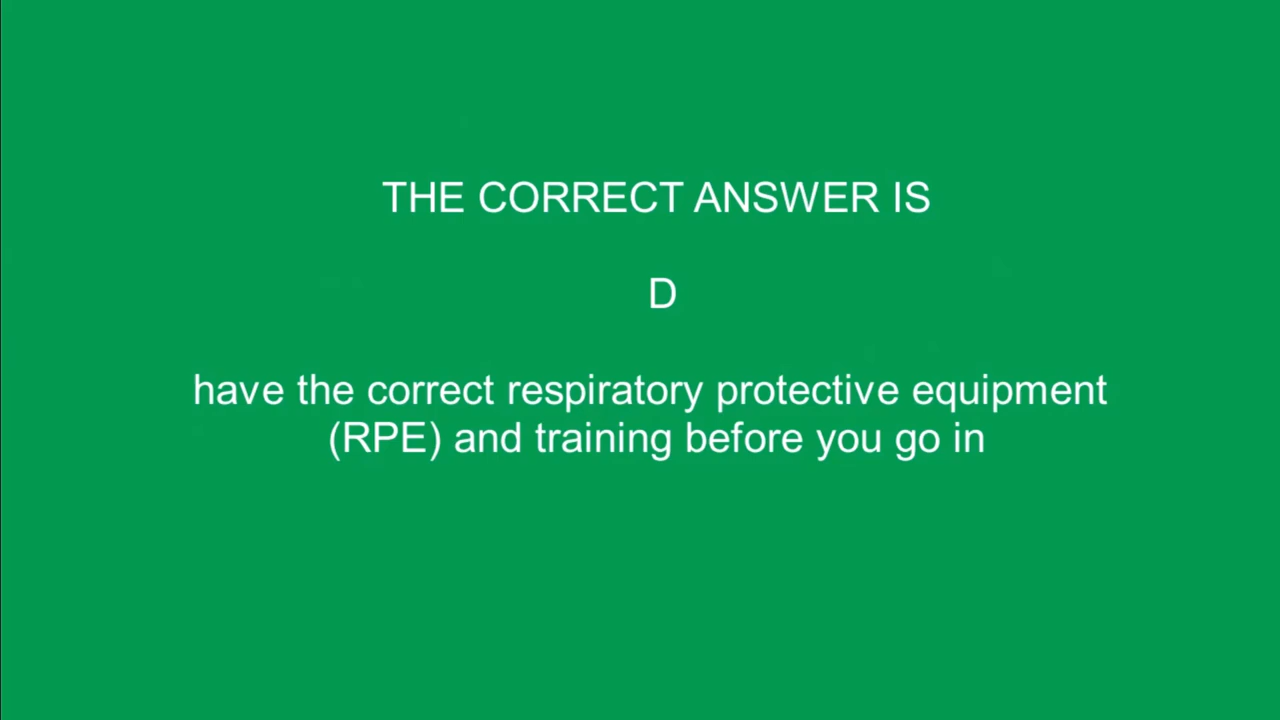 THE CORRECT ANSWER IS
D
have the correct respiratory protective equipment
(RPE) and training before you go in